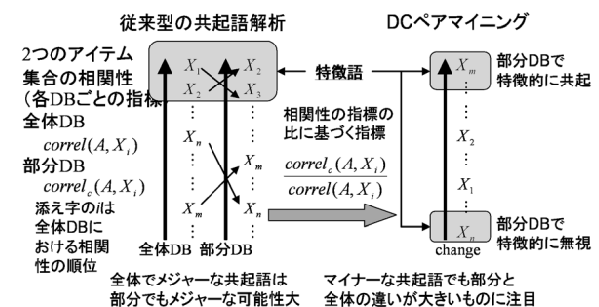 従来型の共起語解析
DCペアマイニング
2つのアイテム
集合の相関性
(各DBごとの指標)
全体DB
correl(A, X_i)
部分DB
correl_c(A, X_i)
添え字のiは
全体DBに
おける相関
性の順位
X_1
X_2
X_n
X_m
全体DB
X_2
X_3
X_m
X_n
部分DB
特徴語
相関性の指標の
比に基づく指標
correl_c(A, X_i)
correl(A, X_i)
X_m
X_2
X_1
X_n
change
部分DBで
特徴的に共起
部分DBで
特徴的に無視
全体でメジャーな共起語は
部分でもメジャーな可能性大
マイナーな共起語でも部分と
全体の違いが大きいものに注目